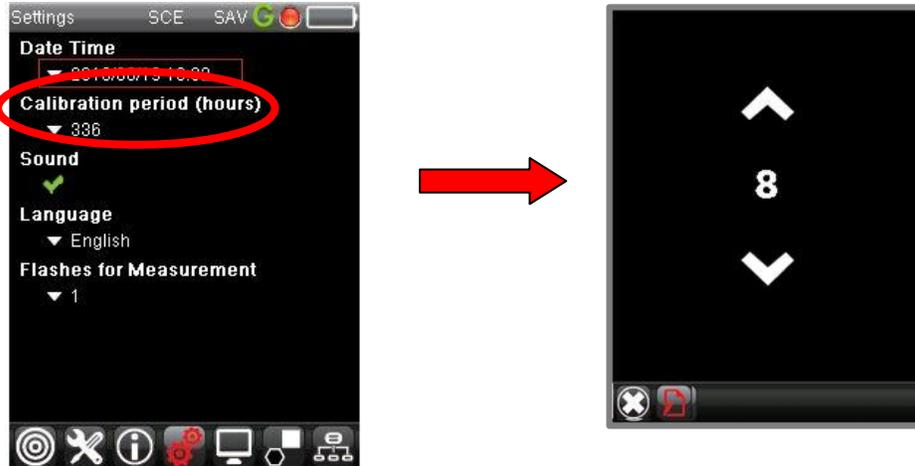 Settings SCE SAV G
Date Time
Calibration period (hours)
336
Sound
Language
English
Flashes for Measurement
1
8